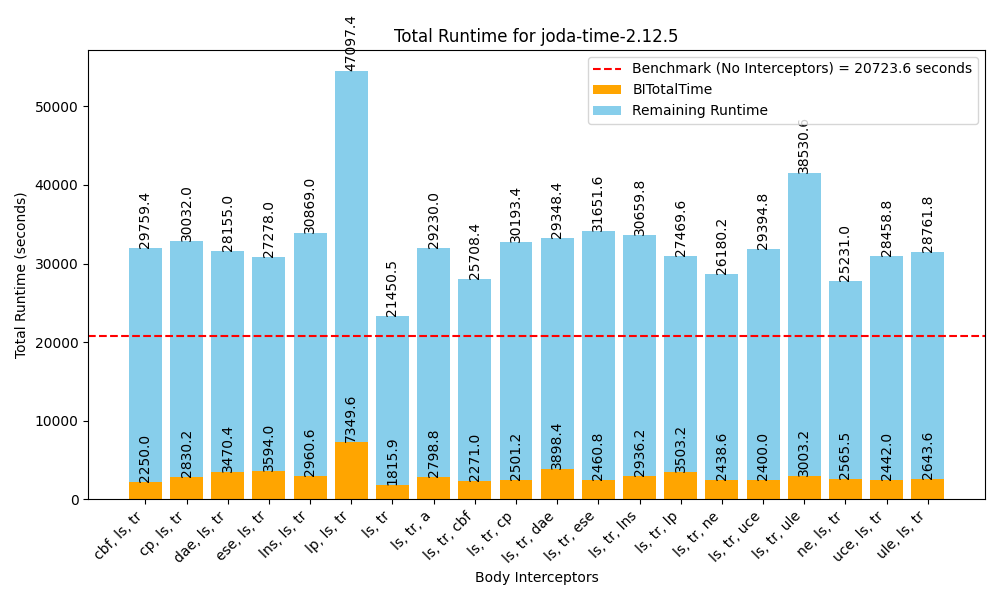 Total Runtime for joda-time-2.12.5
Benchmark (No Interceptors) = 20723.6 seconds
BITotalTime
Remaining Runtime
Total Runtime (seconds)
50000
40000
30000
20000
10000
0
29759.4
30032.0
28155.0
27278.0
30869.0
47097.4
21450.5
29230.0
25708.4
30193.4
29348.4
31651.6
30659.8
27469.6
26180.2
29394.8
38530.6
25231.0
28458.8
28761.8
2250.0
2830.2
3470.4
3594.0
2960.6
7349.6
1815.9
2798.8
2271.0
2501.2
3898.4
2460.8
2936.2
3503.2
2438.6
2400.0
3003.2
2565.5
2442.0
2643.6
cbf, ls, tr
cp, ls, tr
dae, ls, tr
ese, ls, tr
lns, ls, tr
lp, ls, tr
ls, tr
ls, tr, a
ls, tr, cbf
ls, tr, cp
ls, tr, dae
ls, tr, ese
ls, tr, lns
ls, tr, lp
ls, tr, ne
ls, tr, uce
ls, tr, ule
ne, ls, tr
uce, ls, tr
ule, ls, tr
Body Interceptors